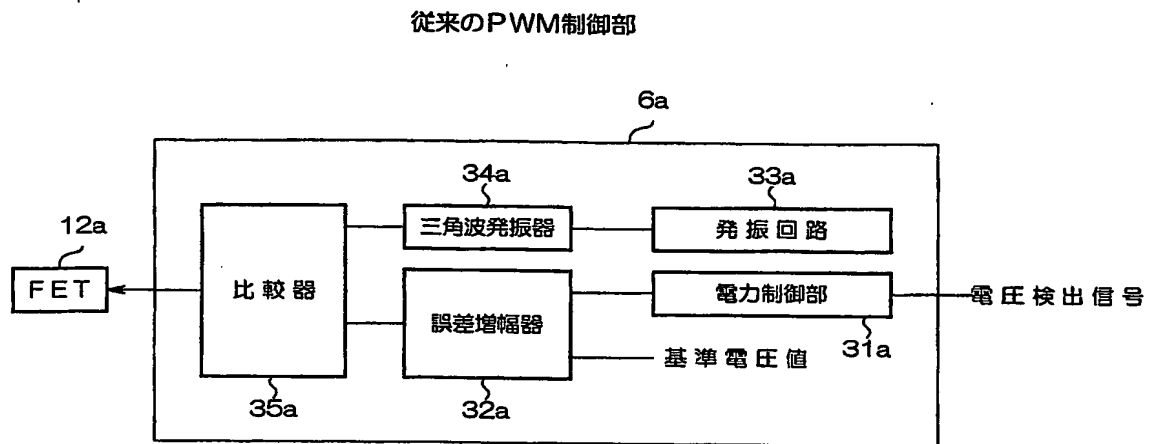 従来のPWM制御部
6a
34a
33a
12a
三角波発振器
発振回路
FET
比較器
誤差増幅器
電力制御部
電圧検出信号
基準電圧値
31a
35a
32a